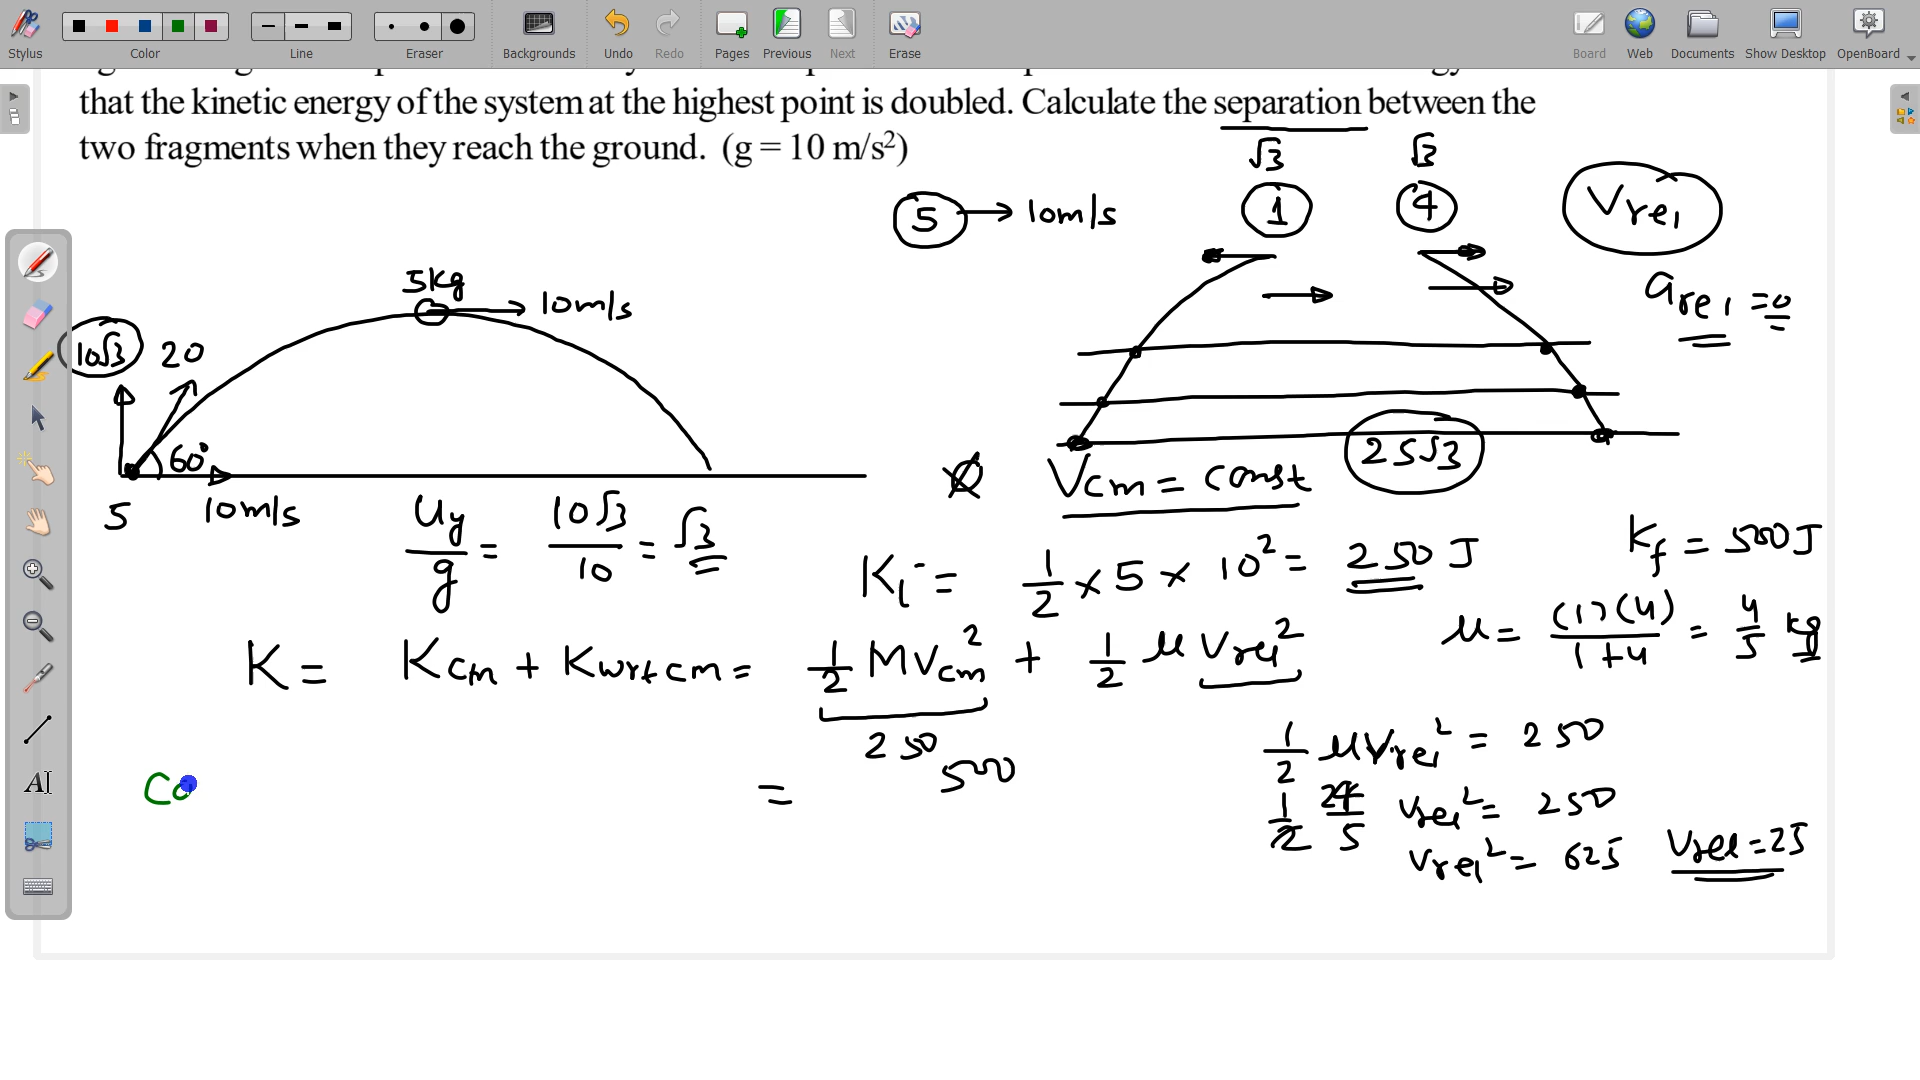 Stylus Color Line Eraser Backgrounds Undo Redo Pages Previous Next Erase Board Web Documents Show Desktop OpenBoard
that the kinetic energy of the system at the highest point is doubled. Calculate the separation between the
two fragments when they reach the ground. (g = 10 m/s²)
√3 √3
5 → 10m/s 1 4 Vrel
arel = 0
5kg 10m/s
10√3 20
60°
5 10m/s
25√3
Vcm = const
uy/g = 10√3/10 = √3
Ki = 1/2 × 5 × 10² = 250 J
Kf = 500J
μ = (1)(4)/1+4 = 4/5 kg
K = Kcm + Kwrtcm = 1/2 MVcm² + 1/2 μ Vrel²
250
= 500
1/2 μVrel² = 250
1/2 4/5 Vrel² = 250
Vrel² = 625 Vrel = 25
Co